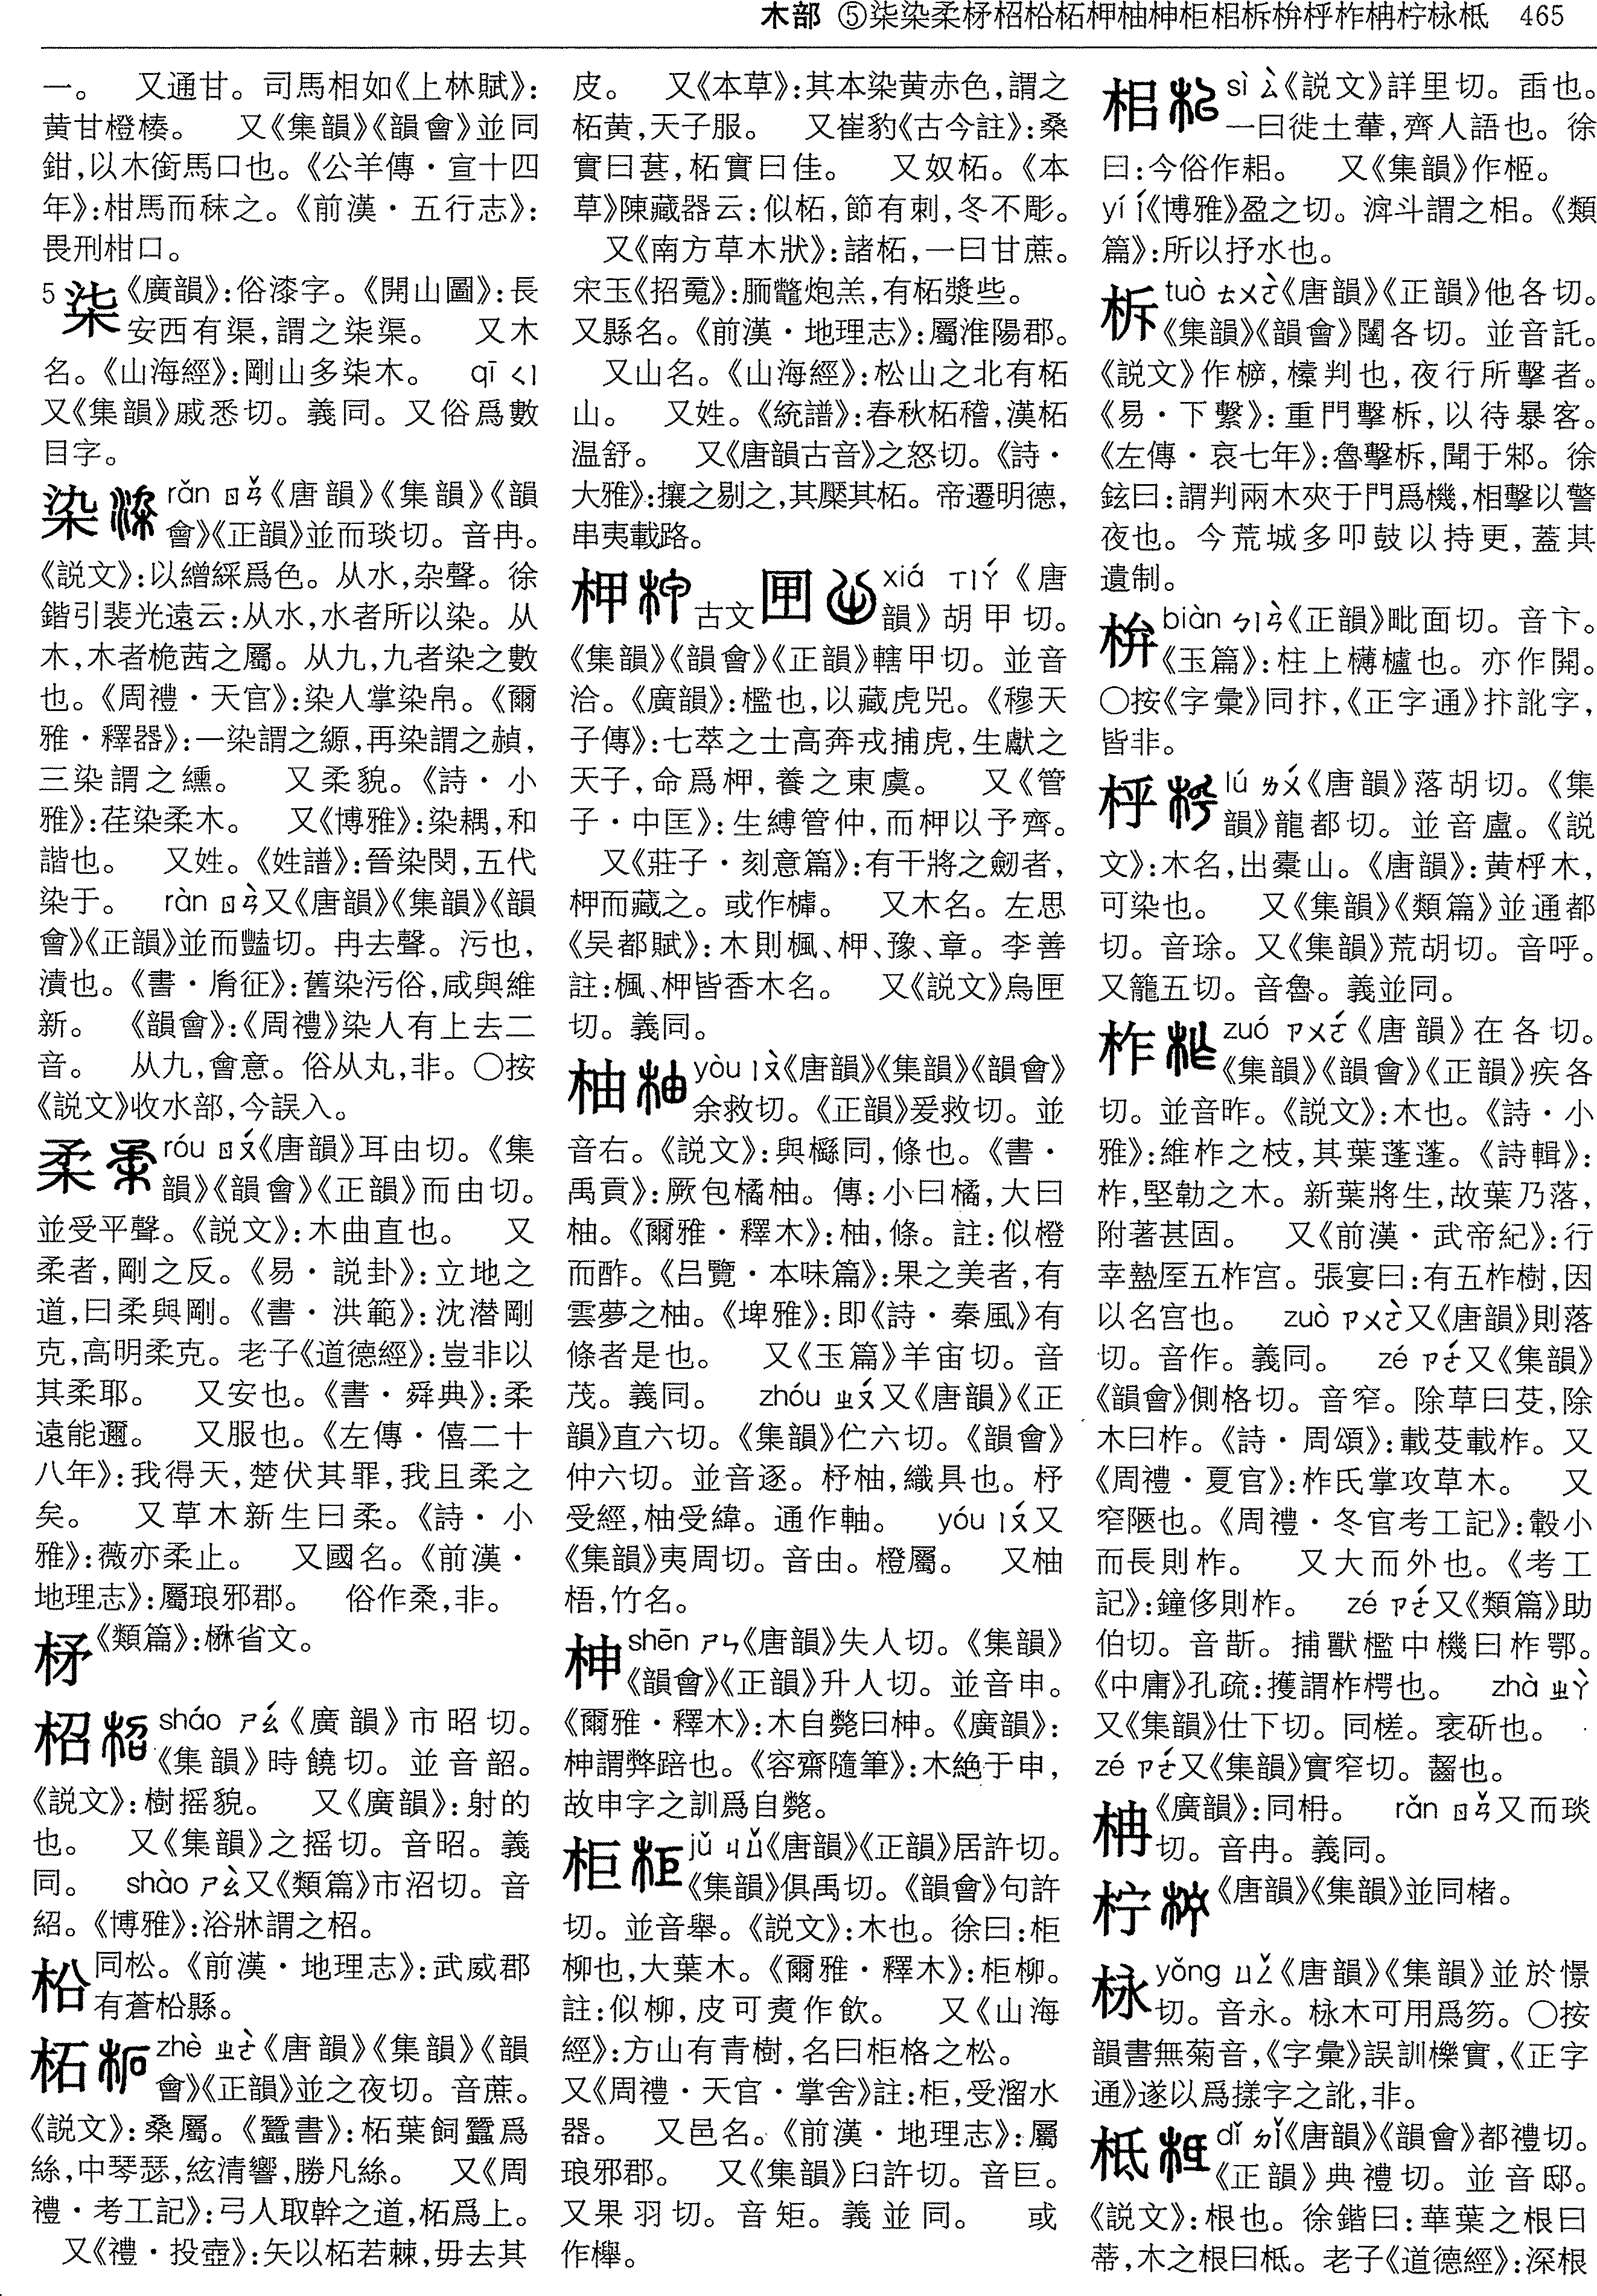 木部 ⑤柒染柔柕柖枩柘柙柚柛柜相柝栟枰柞柟柠栐柢 465
一。 又通甘。司馬相如《上林賦》:
黃甘橙楱。 又《集韻》《韻會》並同
鉗,以木銜馬口也。《公羊傳·宣十四
年》:柑馬而秣之。《前漢·五行志》:
畏刑柑口。
5 柒 《廣韻》:俗漆字。《開山圖》:長
安西有渠,謂之柒渠。 又木
名。《山海經》:剛山多柒木。 qī ㄑㄧ
又《集韻》戚悉切。義同。又俗爲數
目字。
染 rǎn ㄖㄢˇ《唐韻》《集韻》《韻
會》《正韻》並而琰切。音冉。
《說文》:以繒綵爲色。从水,杂聲。徐
鍇引裴光遠云:从水,水者所以染。从
木,木者梔茜之屬。从九,九者染之數
也。《周禮·天官》:染人掌染帛。《爾
雅·釋器》:一染謂之縓,再染謂之赬,
三染謂之纁。 又柔貌。《詩·小
雅》:荏染柔木。 又《博雅》:染耦,和
諧也。 又姓。《姓譜》:晉染閔,五代
染于。 ràn ㄖㄢˋ又《唐韻》《集韻》《韻
會》《正韻》並而豔切。冉去聲。污也,
漬也。《書·胤征》:舊染污俗,咸與維
新。 《韻會》:《周禮》染人有上去二
音。 从九,會意。俗从丸,非。○按
《說文》收水部,今誤入。
柔 róu ㄖㄡˊ《唐韻》耳由切。《集
韻》《韻會》《正韻》而由切。
並受平聲。《說文》:木曲直也。 又
柔者,剛之反。《易·說卦》:立地之
道,曰柔與剛。《書·洪範》:沈潛剛
克,高明柔克。老子《道德經》:豈非以
其柔耶。 又安也。《書·舜典》:柔
遠能邇。 又服也。《左傳·僖二十
八年》:我得天,楚伏其罪,我且柔之
矣。 又草木新生曰柔。《詩·小
雅》:薇亦柔止。 又國名。《前漢·
地理志》:屬琅邪郡。 俗作桒,非。
柕 《類篇》:楙省文。
柖 sháo ㄕㄠˊ《廣韻》市昭切。
《集韻》時饒切。並音韶。
《說文》:樹搖貌。 又《廣韻》:射的
也。 又《集韻》之搖切。音昭。義
同。 shào ㄕㄠˋ又《類篇》市沼切。音
紹。《博雅》:浴牀謂之柖。
枀 同松。《前漢·地理志》:武威郡
有蒼枀縣。
柘 zhè ㄓㄜˋ《唐韻》《集韻》《韻
會》《正韻》並之夜切。音蔗。
《說文》:桑屬。《蠶書》:柘葉飼蠶爲
絲,中琴瑟,絃清響,勝凡絲。 又《周
禮·考工記》:弓人取幹之道,柘爲上。
又《禮·投壺》:矢以柘若棘,毋去其
皮。 又《本草》:其本染黃赤色,謂之
柘黃,天子服。 又崔豹《古今註》:桑
實曰葚,柘實曰佳。 又奴柘。《本
草》陳藏器云:似柘,節有刺,冬不彫。
又《南方草木狀》:諸柘,一曰甘蔗。
宋玉《招䰟》:胹鼈炮羔,有柘漿些。
又縣名。《前漢·地理志》:屬淮陽郡。
又山名。《山海經》:松山之北有柘
山。 又姓。《統譜》:春秋柘稽,漢柘
温舒。 又《唐韻古音》之怒切。《詩·
大雅》:攘之剔之,其檿其柘。帝遷明德,
串夷載路。
柙 古文 𠥓 xiá ㄒㄧㄚˊ《唐
韻》胡甲切。
《集韻》《韻會》《正韻》轄甲切。並音
洽。《廣韻》:檻也,以藏虎兕。《穆天
子傳》:七萃之士高奔戎捕虎,生獻之
天子,命爲柙,養之東虞。 又《管
子·中匡》:生縛管仲,而柙以予齊。
又《莊子·刻意篇》:有干將之劒者,
柙而藏之。或作㯫。 又木名。左思
《吴都賦》:木則楓、柙、豫、章。李善
註:楓、柙皆香木名。 又《說文》烏匣
切。義同。
柚 yòu ㄧㄡˋ《唐韻》《集韻》《韻會》
余救切。《正韻》爰救切。並
音右。《說文》:與櫾同,條也。《書·
禹貢》:厥包橘柚。傳:小曰橘,大曰
柚。《爾雅·釋木》:柚,條。註:似橙
而酢。《呂覽·本味篇》:果之美者,有
雲夢之柚。《埤雅》:即《詩·秦風》有
條者是也。 又《玉篇》羊宙切。音
茂。義同。 zhóu ㄓㄡˊ又《唐韻》《正
韻》直六切。《集韻》伫六切。《韻會》
仲六切。並音逐。杼柚,織具也。杼
受經,柚受緯。通作軸。 yóu ㄧㄡˊ又
《集韻》夷周切。音由。橙屬。 又柚
梧,竹名。
柛 shēn ㄕㄣ《唐韻》失人切。《集韻》
《韻會》《正韻》升人切。並音申。
《爾雅·釋木》:木自斃曰柛。《廣韻》:
柛謂弊踣也。《容齋隨筆》:木絶于申,
故申字之訓爲自斃。
柜 jǔ ㄐㄩˇ《唐韻》《正韻》居許切。
《集韻》俱禹切。《韻會》句許
切。並音舉。《說文》:木也。徐曰:柜
柳也,大葉木。《爾雅·釋木》:柜柳。
註:似柳,皮可煑作飲。 又《山海
經》:方山有青樹,名曰柜格之松。
又《周禮·天官·掌舍》註:柜,受溜水
器。 又邑名。《前漢·地理志》:屬
琅邪郡。 又《集韻》臼許切。音巨。
又果羽切。音矩。義並同。 或
作櫸。
梠 sì ㄙˋ《說文》詳里切。臿也。
一曰徙土輂,齊人語也。徐
曰:今俗作耜。 又《集韻》作梩。
yí ㄧˊ《博雅》盈之切。㵗斗謂之梠。《類
篇》:所以抒水也。
柝 tuò ㄊㄨㄛˋ《唐韻》《正韻》他各切。
《集韻》《韻會》闥各切。並音託。
《說文》作㯌,㯓判也,夜行所擊者。
《易·下繫》:重門擊柝,以待暴客。
《左傳·哀七年》:魯擊柝,聞于邾。徐
鉉曰:謂判兩木夾于門爲機,相擊以警
夜也。今荒城多叩鼓以持更,蓋其
遺制。
栟 biàn ㄅㄧㄢˋ《正韻》毗面切。音卞。
《玉篇》:柱上欂櫨也。亦作開。
○按《字彙》同抃,《正字通》抃訛字,
皆非。
枰 lú ㄌㄨˊ《唐韻》落胡切。《集
韻》龍都切。並音盧。《說
文》:木名,出橐山。《唐韻》:黃枰木,
可染也。 又《集韻》《類篇》並通都
切。音琭。又《集韻》荒胡切。音呼。
又籠五切。音魯。義並同。
柞 zuó ㄗㄨㄛˊ《唐韻》在各切。
《集韻》《韻會》《正韻》疾各
切。並音昨。《說文》:木也。《詩·小
雅》:維柞之枝,其葉蓬蓬。《詩輯》:
柞,堅韌之木。新葉將生,故葉乃落,
附著甚固。 又《前漢·武帝紀》:行
幸盩厔五柞宫。張宴曰:有五柞樹,因
以名宫也。 zuò ㄗㄨㄛˋ又《唐韻》則落
切。音作。義同。 zé ㄗㄜˊ又《集韻》
《韻會》側格切。音窄。除草曰芟,除
木曰柞。《詩·周頌》:載芟載柞。又
《周禮·夏官》:柞氏掌攻草木。 又
窄陿也。《周禮·冬官考工記》:轂小
而長則柞。 又大而外也。《考工
記》:鐘侈則柞。 zé ㄗㄜˊ又《類篇》助
伯切。音斮。捕獸檻中機曰柞鄂。
《中庸》孔疏:擭謂柞樗也。 zhà ㄓㄚˋ
又《集韻》仕下切。同槎。衺斫也。
zé ㄗㄜˊ又《集韻》實窄切。齧也。
柟 《廣韻》:同枏。 rǎn ㄖㄢˇ又而琰
切。音冉。義同。
柠 《唐韻》《集韻》並同楮。
栐 yǒng ㄩㄥˇ《唐韻》《集韻》並於憬
切。音永。栐木可用爲笏。○按
韻書無菊音,《字彙》誤訓櫟實,《正字
通》遂以爲㨾字之訛,非。
柢 dǐ ㄉㄧˇ《唐韻》《韻會》都禮切。
《正韻》典禮切。並音邸。
《說文》:根也。徐鍇曰:華葉之根曰
蒂,木之根曰柢。老子《道德經》:深根